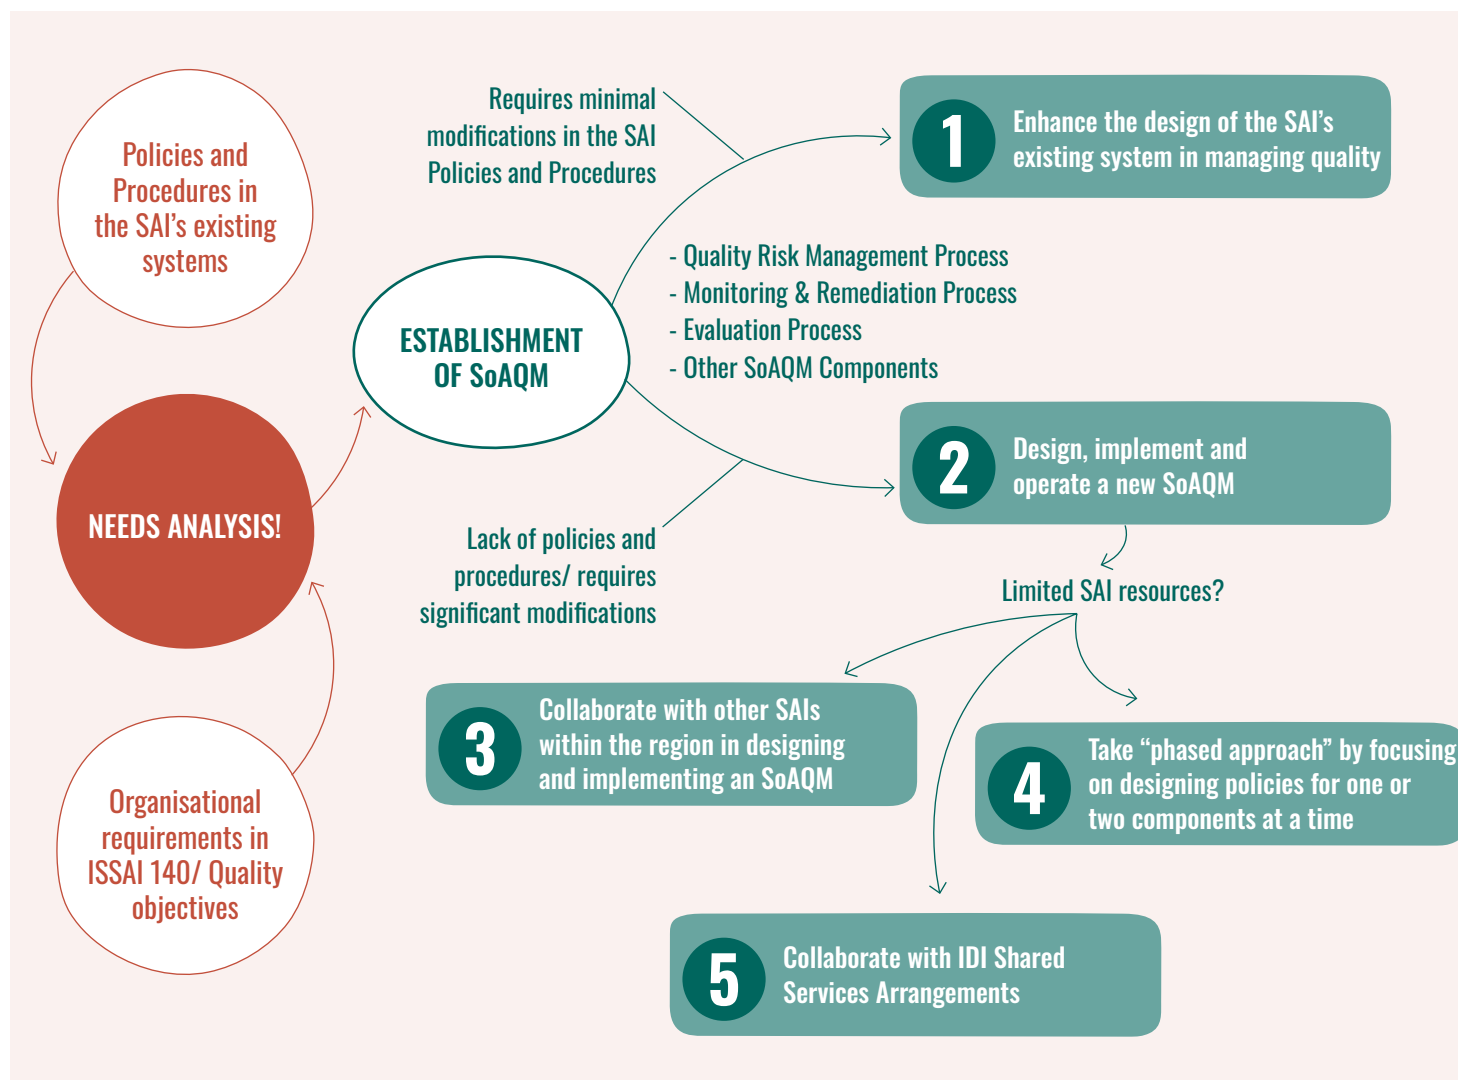 Policies and
Procedures in
the SAI's existing
systems
NEEDS ANALYSIS!
Organisational
requirements in
ISSAI 140/ Quality
objectives
ESTABLISHMENT
OF SoAQM
Requires minimal
modifications in the SAI
Policies and Procedures
1
Enhance the design of the SAI's
existing system in managing quality
- Quality Risk Management Process
- Monitoring & Remediation Process
- Evaluation Process
- Other SoAQM Components
Lack of policies and
procedures/ requires
significant modifications
2
Design, implement and
operate a new SoAQM
Limited SAI resources?
3
Collaborate with other SAIs
within the region in designing
and implementing an SoAQM
4
Take “phased approach” by focusing
on designing policies for one or
two components at a time
5
Collaborate with IDI Shared
Services Arrangements